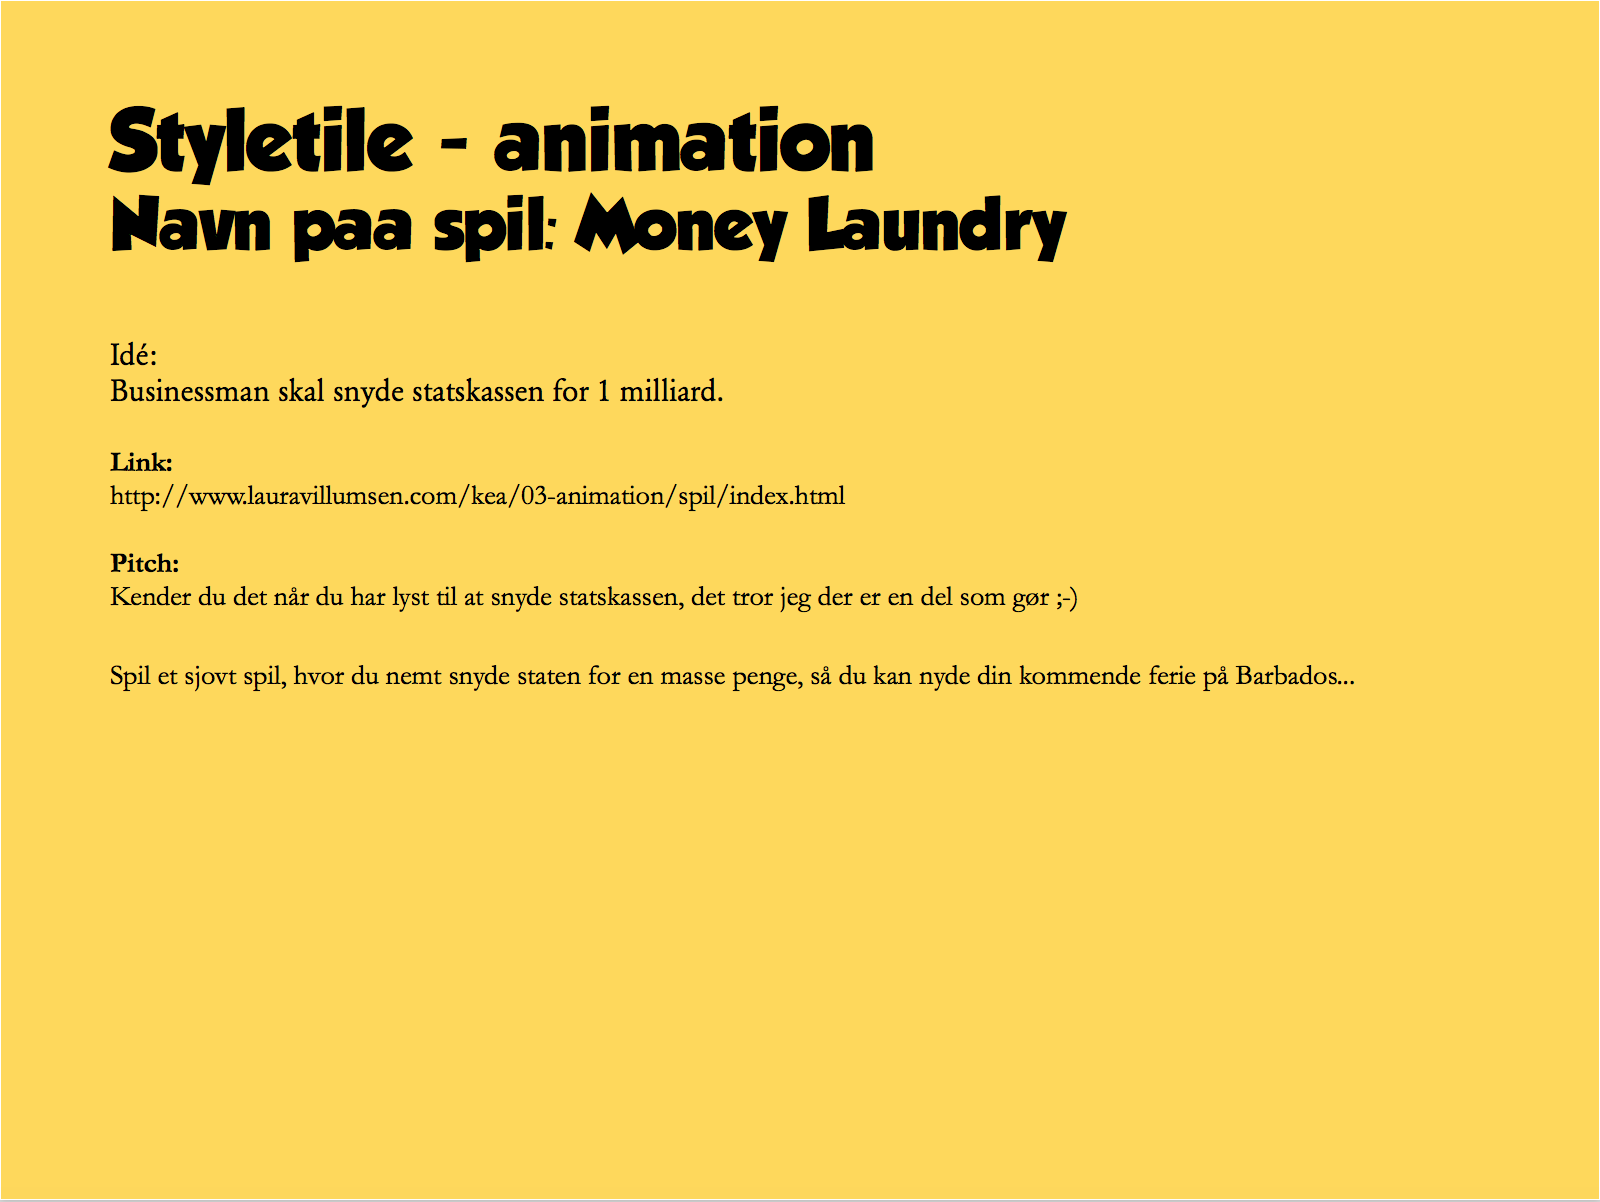 Styletile - animation
Navn paa spil: Money Laundry
Idé:
Businessman skal snyde statskassen for 1 milliard.
Link:
http://www.lauravillumsen.com/kea/03-animation/spil/index.html
Pitch:
Kender du det når du har lyst til at snyde statskassen, det tror jeg der er en del som gør ;-)
Spil et sjovt spil, hvor du nemt snyde staten for en masse penge, så du kan nyde din kommende ferie på Barbados...